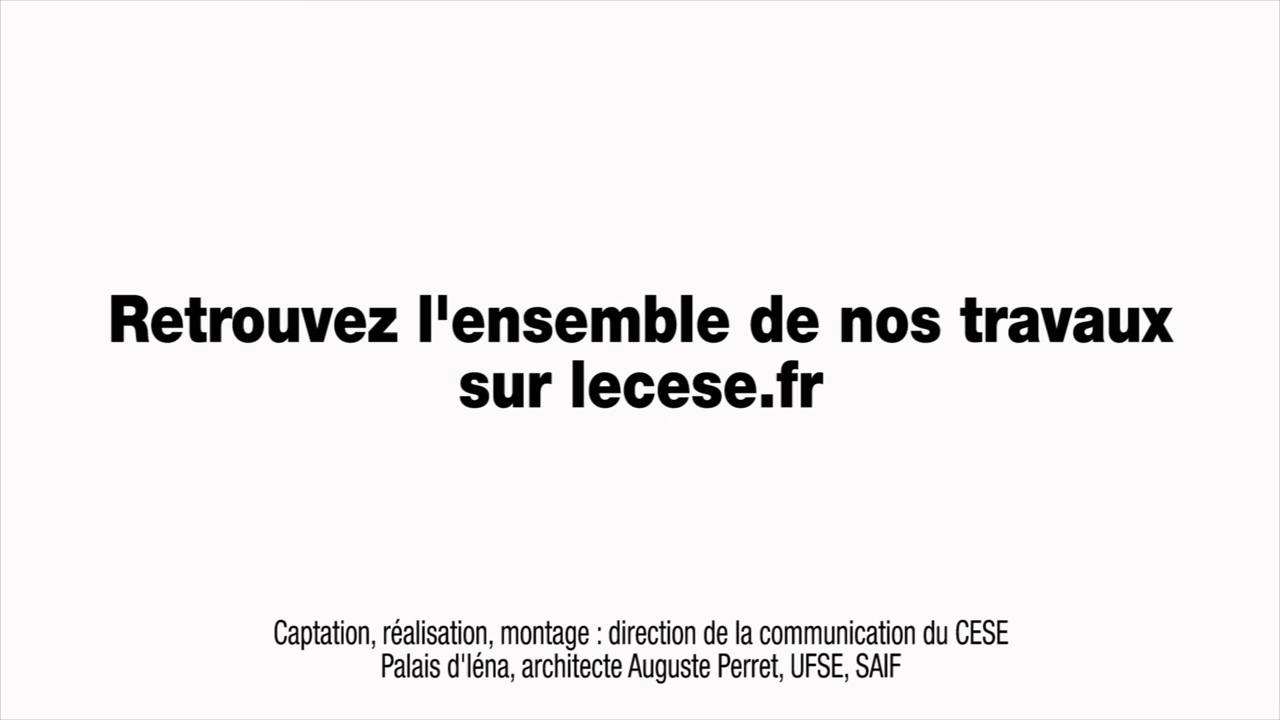 Retrouvez l'ensemble de nos travaux
sur lecese.fr
Captation, réalisation, montage : direction de la communication du CESE
Palais d'Iéna, architecte Auguste Perret, UFSE, SAIF